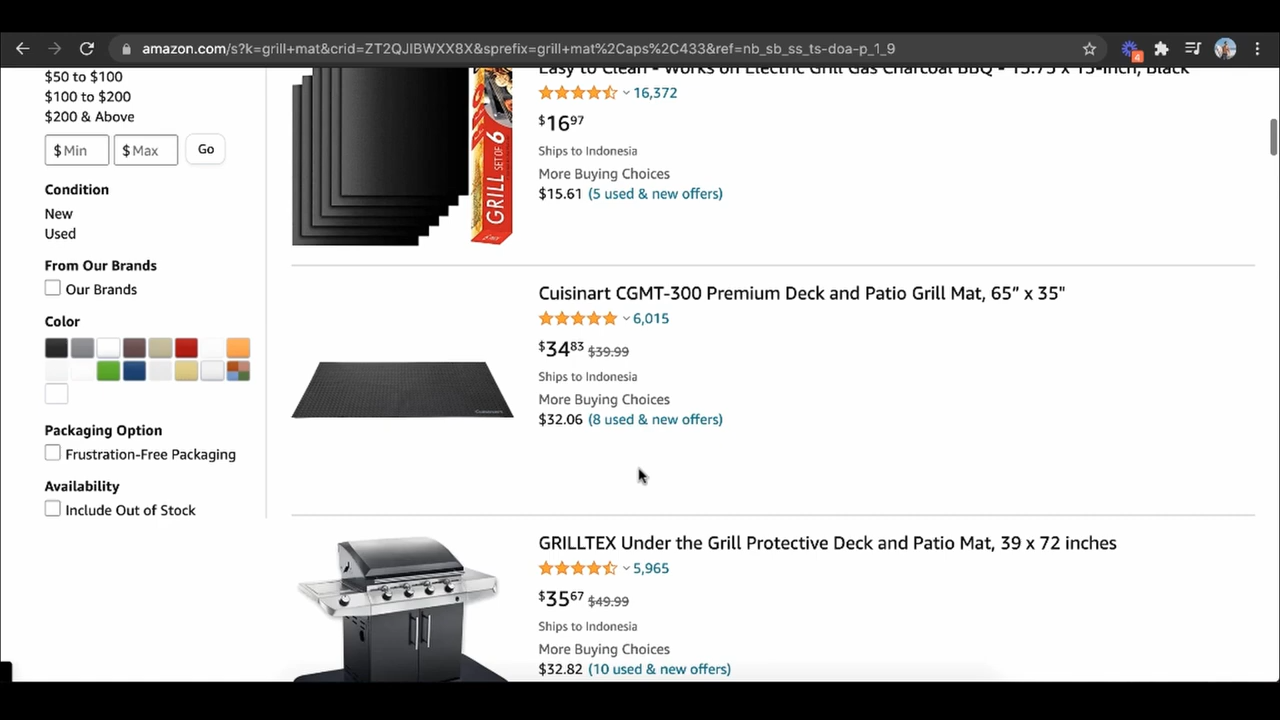 amazon.com/s?k=grill+mat&crid=ZT2QJIBWXX8X&sprefix=grill+mat%2Caps%2C433&ref=nb_sb_ss_ts-doa-p_1_9
4
$50 to $100
$100 to $200
$200 & Above
$ Min
$ Max
Go
Condition
New
Used
From Our Brands
Our Brands
Color
Packaging Option
Frustration-Free Packaging
Availability
Include Out of Stock
GRILL SET OF 6
Easy to Clean - Works on Electric Grill Gas Charcoal BBQ - 15.75 x 13-Inch, Black
16,372
$16.97
Ships to Indonesia
More Buying Choices
$15.61 (5 used & new offers)
Cuisinart
Cuisinart CGMT-300 Premium Deck and Patio Grill Mat, 65” x 35"
6,015
$34.83 $39.99
Ships to Indonesia
More Buying Choices
$32.06 (8 used & new offers)
GRILLTEX Under the Grill Protective Deck and Patio Mat, 39 x 72 inches
5,965
$35.67 $49.99
Ships to Indonesia
More Buying Choices
$32.82 (10 used & new offers)